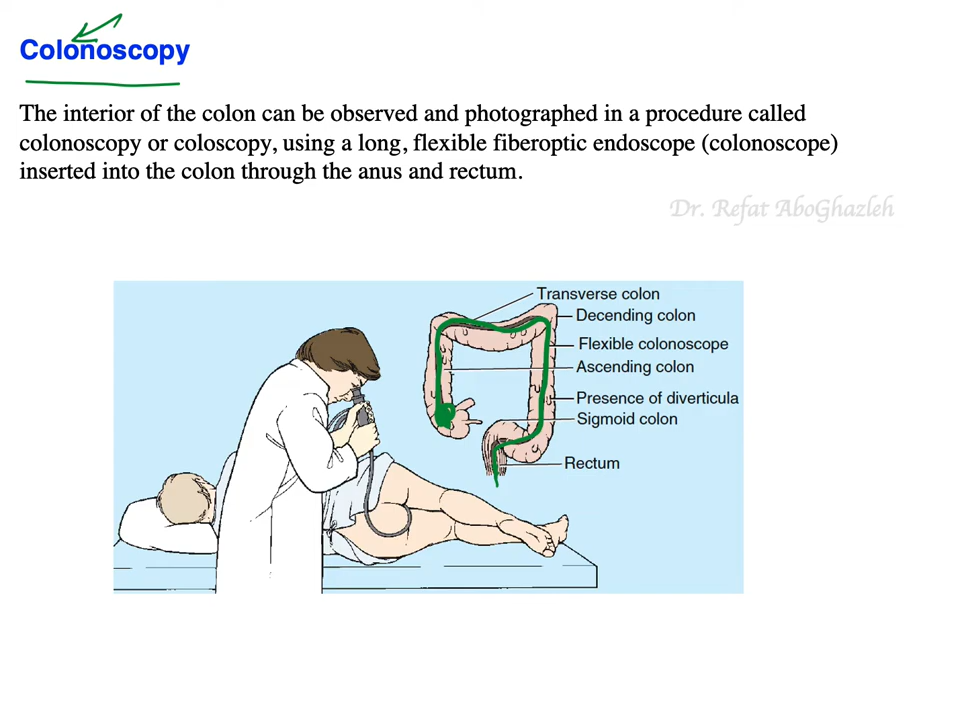 Colonoscopy
The interior of the colon can be observed and photographed in a procedure called
colonoscopy or coloscopy, using a long, flexible fiberoptic endoscope (colonoscope)
inserted into the colon through the anus and rectum.
Dr. Refat AboGhazleh
Transverse colon
Decending colon
Flexible colonoscope
Ascending colon
Presence of diverticula
Sigmoid colon
Rectum